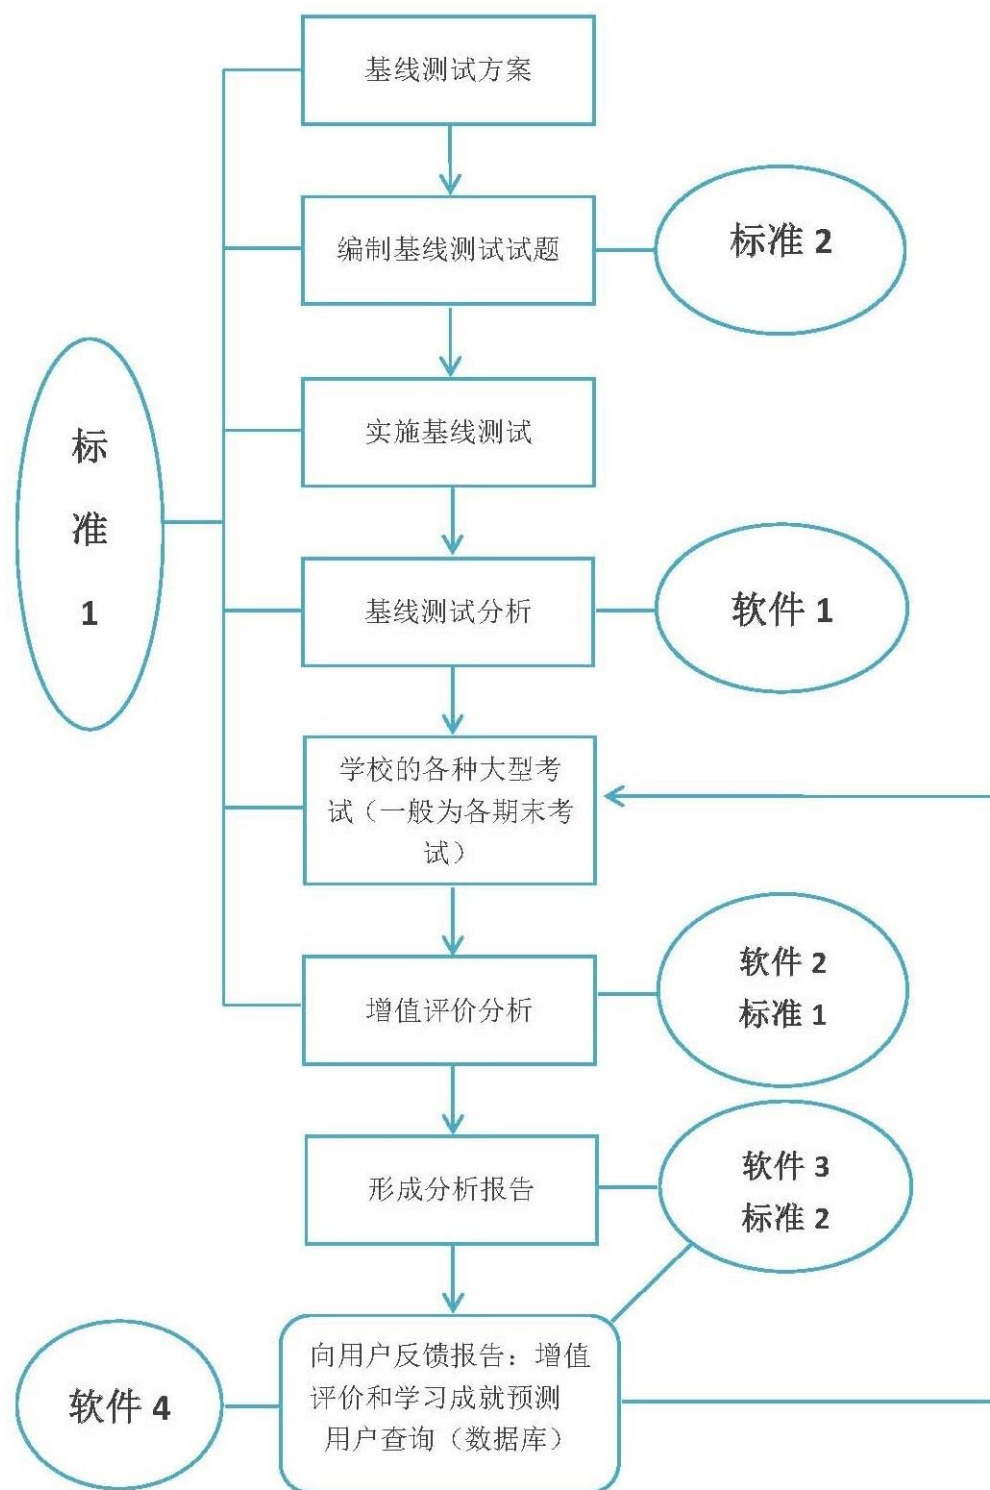 基线测试方案
编制基线测试试题
标准 2
实施基线测试
标
准
1
基线测试分析
软件 1
学校的各种大型考
试（一般为各期末考
试）
增值评价分析
软件 2
标准 1
形成分析报告
软件 3
标准 2
向用户反馈报告：增值
评价和学习成就预测
用户查询（数据库）
软件 4